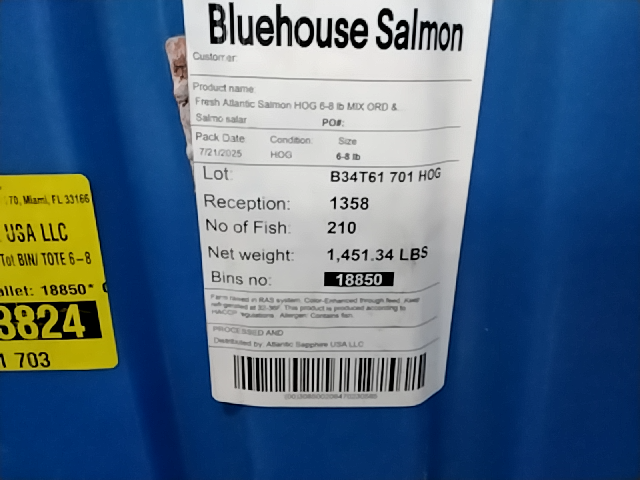 Bluehouse Salmon
Customer:
Product name
Fresh Atlantic Salmon HOG 6-8 lb MIX ORD &
Salmo salar PO#:
Pack Date Condition: Size
7/21/2025 HOG 6-8 lb
Lot: B34T61 701 HOG
Reception: 1358
No of Fish: 210
Net weight: 1,451.34 LBS
Bins no: 18850
Farm raised in RAS system. Color-Enhanced through feed. Keep
refrigerated at 32-36F. This product is produced according to
HACCP regulations. Allergen: Contains fish.
PROCESSED AND
Distributed by: Atlantic Sapphire USA LLC
70, Miami, FL 33166
USA LLC
Tot BIN/ TOTE 6-8
allet: 18850*
3824
1 703